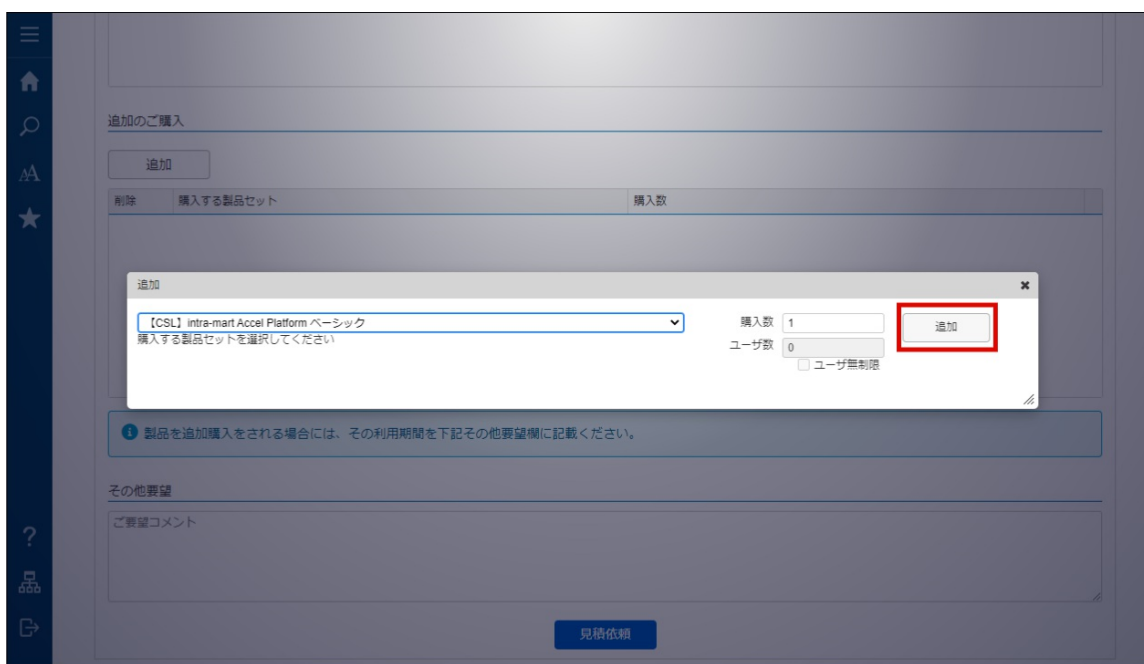 追加のご購入
追加
削除 購入する製品セット 購入数
追加
【CSL】intra-mart Accel Platform ベーシック
購入する製品セットを選択してください
購入数 1
ユーザ数 0
ユーザ無制限
追加
製品を追加購入をされる場合には、その利用期間を下記その他要望欄に記載ください。
その他要望
ご要望コメント
見積依頼